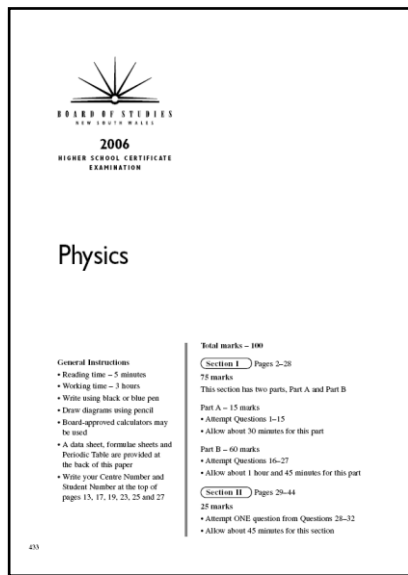 BOARD OF STUDIES
NEW SOUTH WALES
2006
HIGHER SCHOOL CERTIFICATE
EXAMINATION
Physics
General Instructions
• Reading time – 5 minutes
• Working time – 3 hours
• Write using black or blue pen
• Draw diagrams using pencil
• Board-approved calculators may
be used
• A data sheet, formulae sheets and
Periodic Table are provided at
the back of this paper
• Write your Centre Number and
Student Number at the top of
pages 13, 17, 19, 23, 25 and 27
Total marks – 100
Section I Pages 2–28
75 marks
This section has two parts, Part A and Part B
Part A – 15 marks
• Attempt Questions 1–15
• Allow about 30 minutes for this part
Part B – 60 marks
• Attempt Questions 16–27
• Allow about 1 hour and 45 minutes for this part
Section II Pages 29–44
25 marks
• Attempt ONE question from Questions 28–32
• Allow about 45 minutes for this section
433